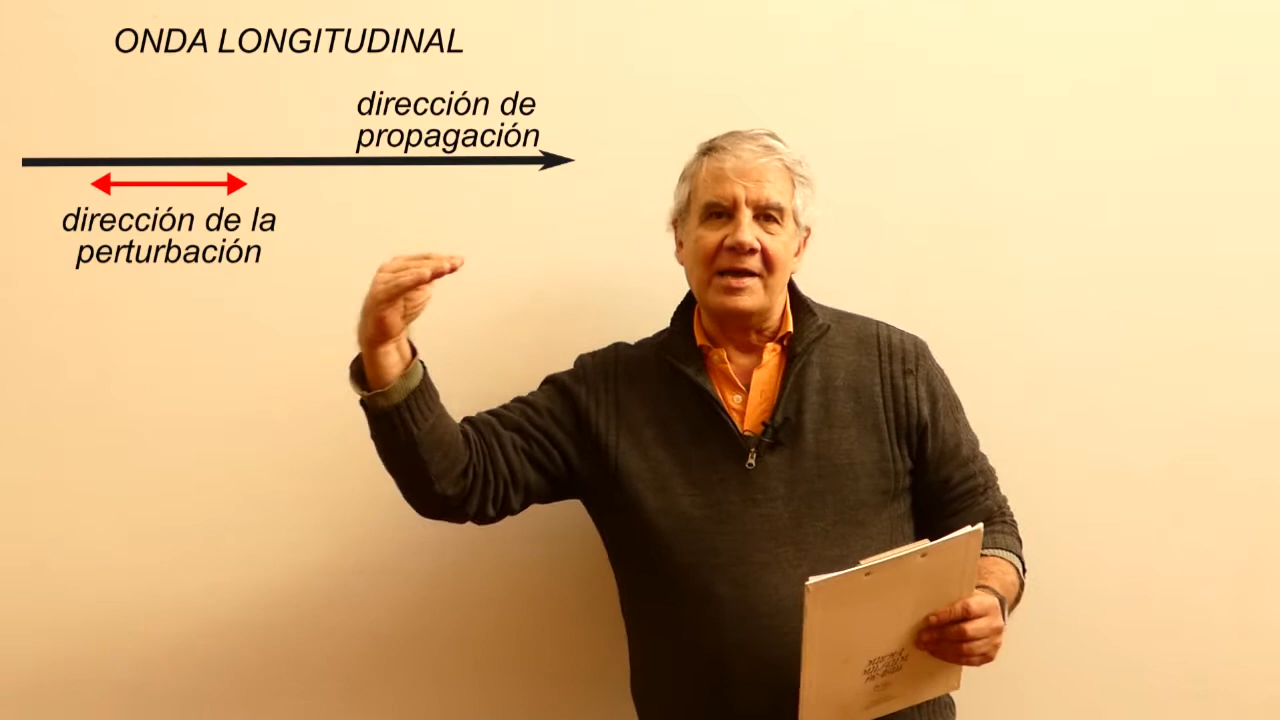 ONDA LONGITUDINAL
dirección de
propagación
dirección de la
perturbación